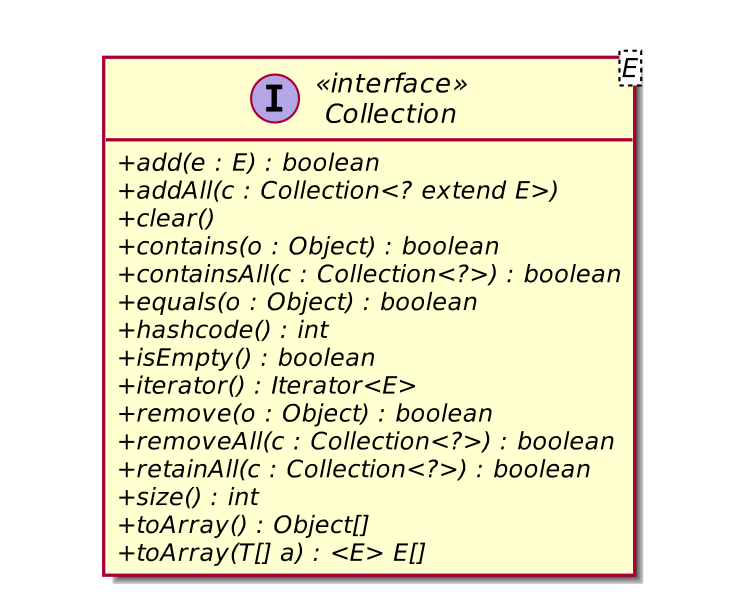 E
I
«interface»
Collection
+add(e : E) : boolean
+addAll(c : Collection<? extend E>)
+clear()
+contains(o : Object) : boolean
+containsAll(c : Collection<?>) : boolean
+equals(o : Object) : boolean
+hashcode() : int
+isEmpty() : boolean
+iterator() : Iterator<E>
+remove(o : Object) : boolean
+removeAll(c : Collection<?>) : boolean
+retainAll(c : Collection<?>) : boolean
+size() : int
+toArray() : Object[]
+toArray(T[] a) : <E> E[]